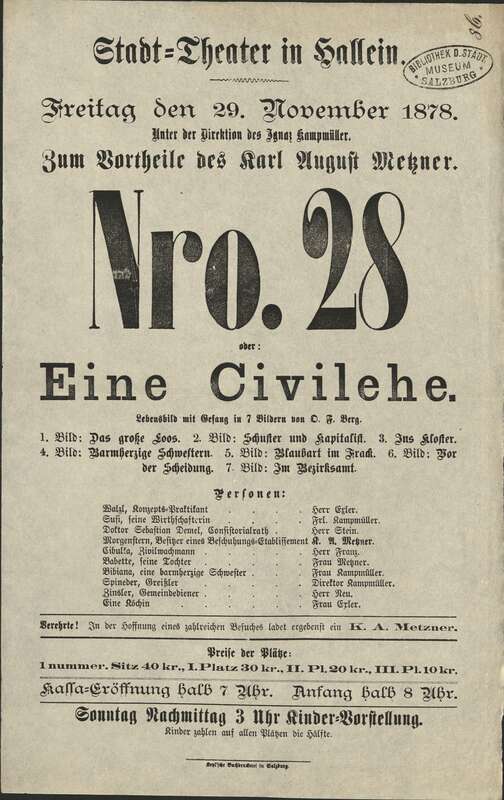 86.
BIBLIOTHEK D. STÄDT.
MUSEUM
SALZBURG
Stadt=Theater in Hallein.
Freitag den 29. November 1878.
Unter der Direktion des Ignaz Kampmüller.
Zum Vortheile des Karl August Metzner.
Nro. 28
oder:
Eine Civilehe.
Lebensbild mit Gesang in 7 Bildern von O. F. Berg.
1. Bild: Das große Loos. 2. Bild: Schuster und Kapitalist. 3. Ins Kloster.
4. Bild: Barmherzige Schwestern. 5. Bild: Blaubart im Frack. 6. Bild: Vor
der Scheidung. 7. Bild: Im Bezirksamt.
Personen:
Walzl, Konzepts-Praktikant . . . . Herr Exler.
Susi, seine Wirthschafterin . . . . Frl. Kampmüller.
Doktor Sebastian Demel, Consistorialrath . . Herr Stein.
Morgenstern, Besitzer eines Beschuhungs-Etablissement K. A. Metzner.
Cibulka, Zivilwachmann . . . . Herr Franz.
Babette, seine Tochter . . . . Frau Metzner.
Bibiana, eine barmherzige Schwester . . . Frau Kampmüller.
Spineder, Greißler . . . . Direktor Kampmüller.
Zinsler, Gemeindediener . . . . Herr Neu.
Eine Köchin . . . . Frau Exler.
Verehrte! In der Hoffnung eines zahlreichen Besuches ladet ergebenst ein K. A. Metzner.
Preise der Plätze:
1 nummer. Sitz 40 kr., I. Platz 30 kr., II. Pl. 20 kr., III. Pl. 10 kr.
Kassa=Eröffnung halb 7 Uhr. Anfang halb 8 Uhr.
Sonntag Nachmittag 3 Uhr Kinder=Vorstellung.
Kinder zahlen auf allen Plätzen die Hälfte.
Buchdruckerei in Salzburg.